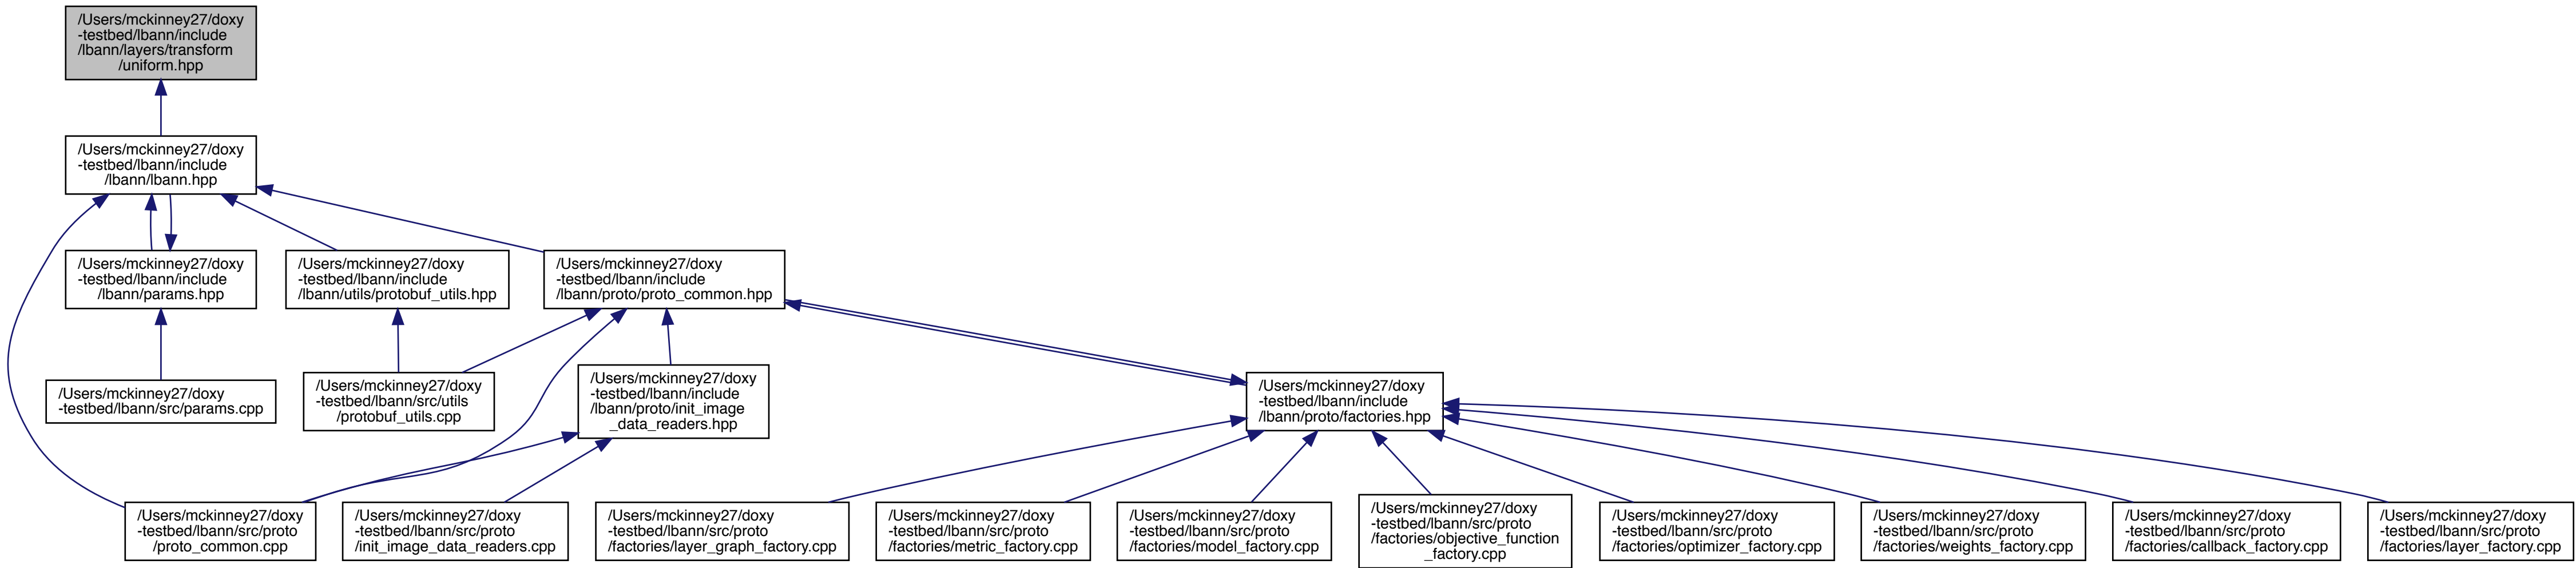 /Users/mckinney27/doxy
-testbed/lbann/include
/lbann/layers/transform
/uniform.hpp
/Users/mckinney27/doxy
-testbed/lbann/include
/lbann/lbann.hpp
/Users/mckinney27/doxy
-testbed/lbann/include
/lbann/params.hpp
/Users/mckinney27/doxy
-testbed/lbann/include
/lbann/utils/protobuf_utils.hpp
/Users/mckinney27/doxy
-testbed/lbann/include
/lbann/proto/proto_common.hpp
/Users/mckinney27/doxy
-testbed/lbann/src/params.cpp
/Users/mckinney27/doxy
-testbed/lbann/src/utils
/protobuf_utils.cpp
/Users/mckinney27/doxy
-testbed/lbann/include
/lbann/proto/init_image
_data_readers.hpp
/Users/mckinney27/doxy
-testbed/lbann/include
/lbann/proto/factories.hpp
/Users/mckinney27/doxy
-testbed/lbann/src/proto
/proto_common.cpp
/Users/mckinney27/doxy
-testbed/lbann/src/proto
/init_image_data_readers.cpp
/Users/mckinney27/doxy
-testbed/lbann/src/proto
/factories/layer_graph_factory.cpp
/Users/mckinney27/doxy
-testbed/lbann/src/proto
/factories/metric_factory.cpp
/Users/mckinney27/doxy
-testbed/lbann/src/proto
/factories/model_factory.cpp
/Users/mckinney27/doxy
-testbed/lbann/src/proto
/factories/objective_function
_factory.cpp
/Users/mckinney27/doxy
-testbed/lbann/src/proto
/factories/optimizer_factory.cpp
/Users/mckinney27/doxy
-testbed/lbann/src/proto
/factories/weights_factory.cpp
/Users/mckinney27/doxy
-testbed/lbann/src/proto
/factories/callback_factory.cpp
/Users/mckinney27/doxy
-testbed/lbann/src/proto
/factories/layer_factory.cpp